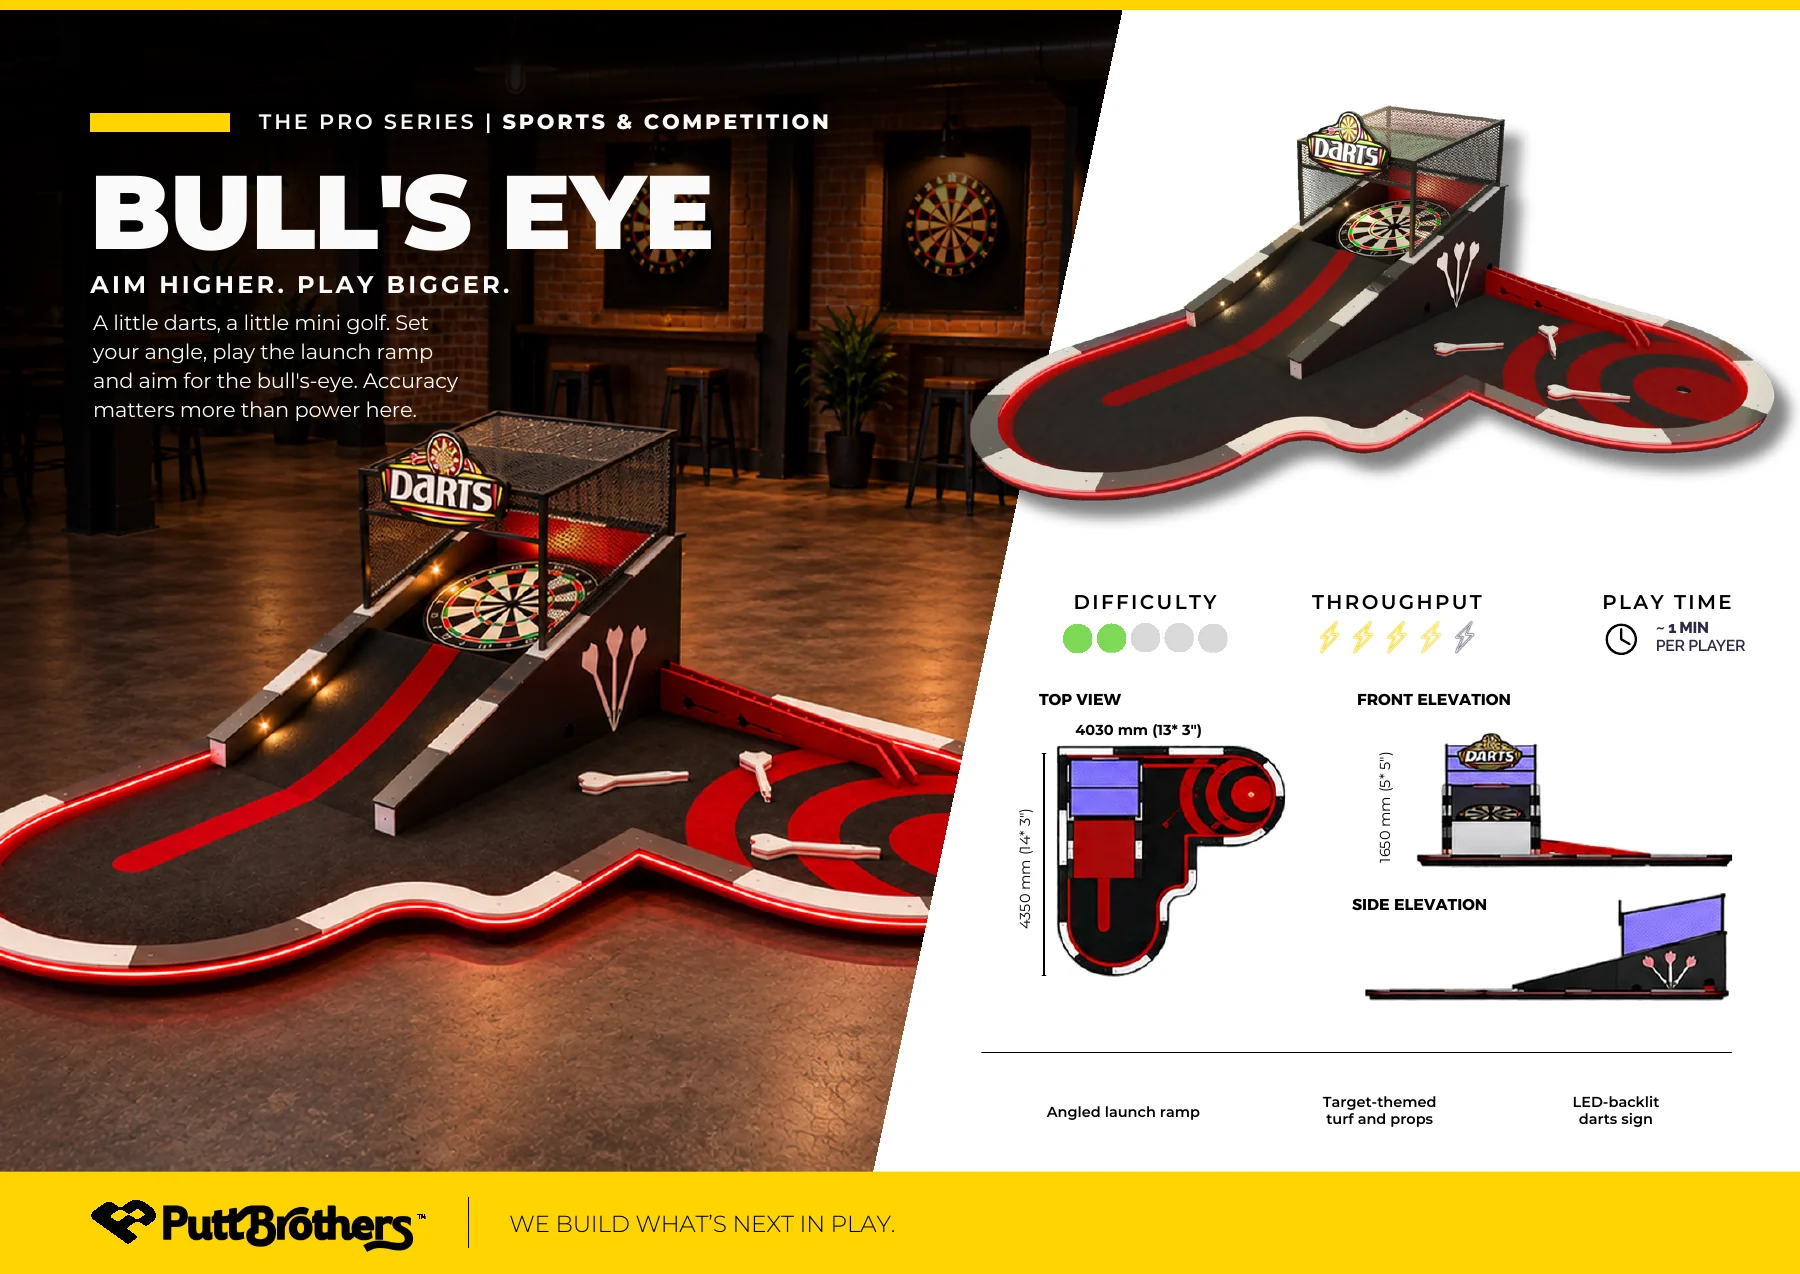 THE PRO SERIES | SPORTS & COMPETITION
BULL'S EYE
AIM HIGHER. PLAY BIGGER.
A little darts, a little mini golf. Set
your angle, play the launch ramp
and aim for the bull's-eye. Accuracy
matters more than power here.
DARTS
DARTS
DIFFICULTY
THROUGHPUT
PLAY TIME
~ 1 MIN
PER PLAYER
TOP VIEW
4030 mm (13* 3")
4350 mm (14* 3")
FRONT ELEVATION
1650 mm (5* 5")
DARTS
SIDE ELEVATION
Angled launch ramp
Target-themed
turf and props
LED-backlit
darts sign
PuttBrothers™
WE BUILD WHAT'S NEXT IN PLAY.